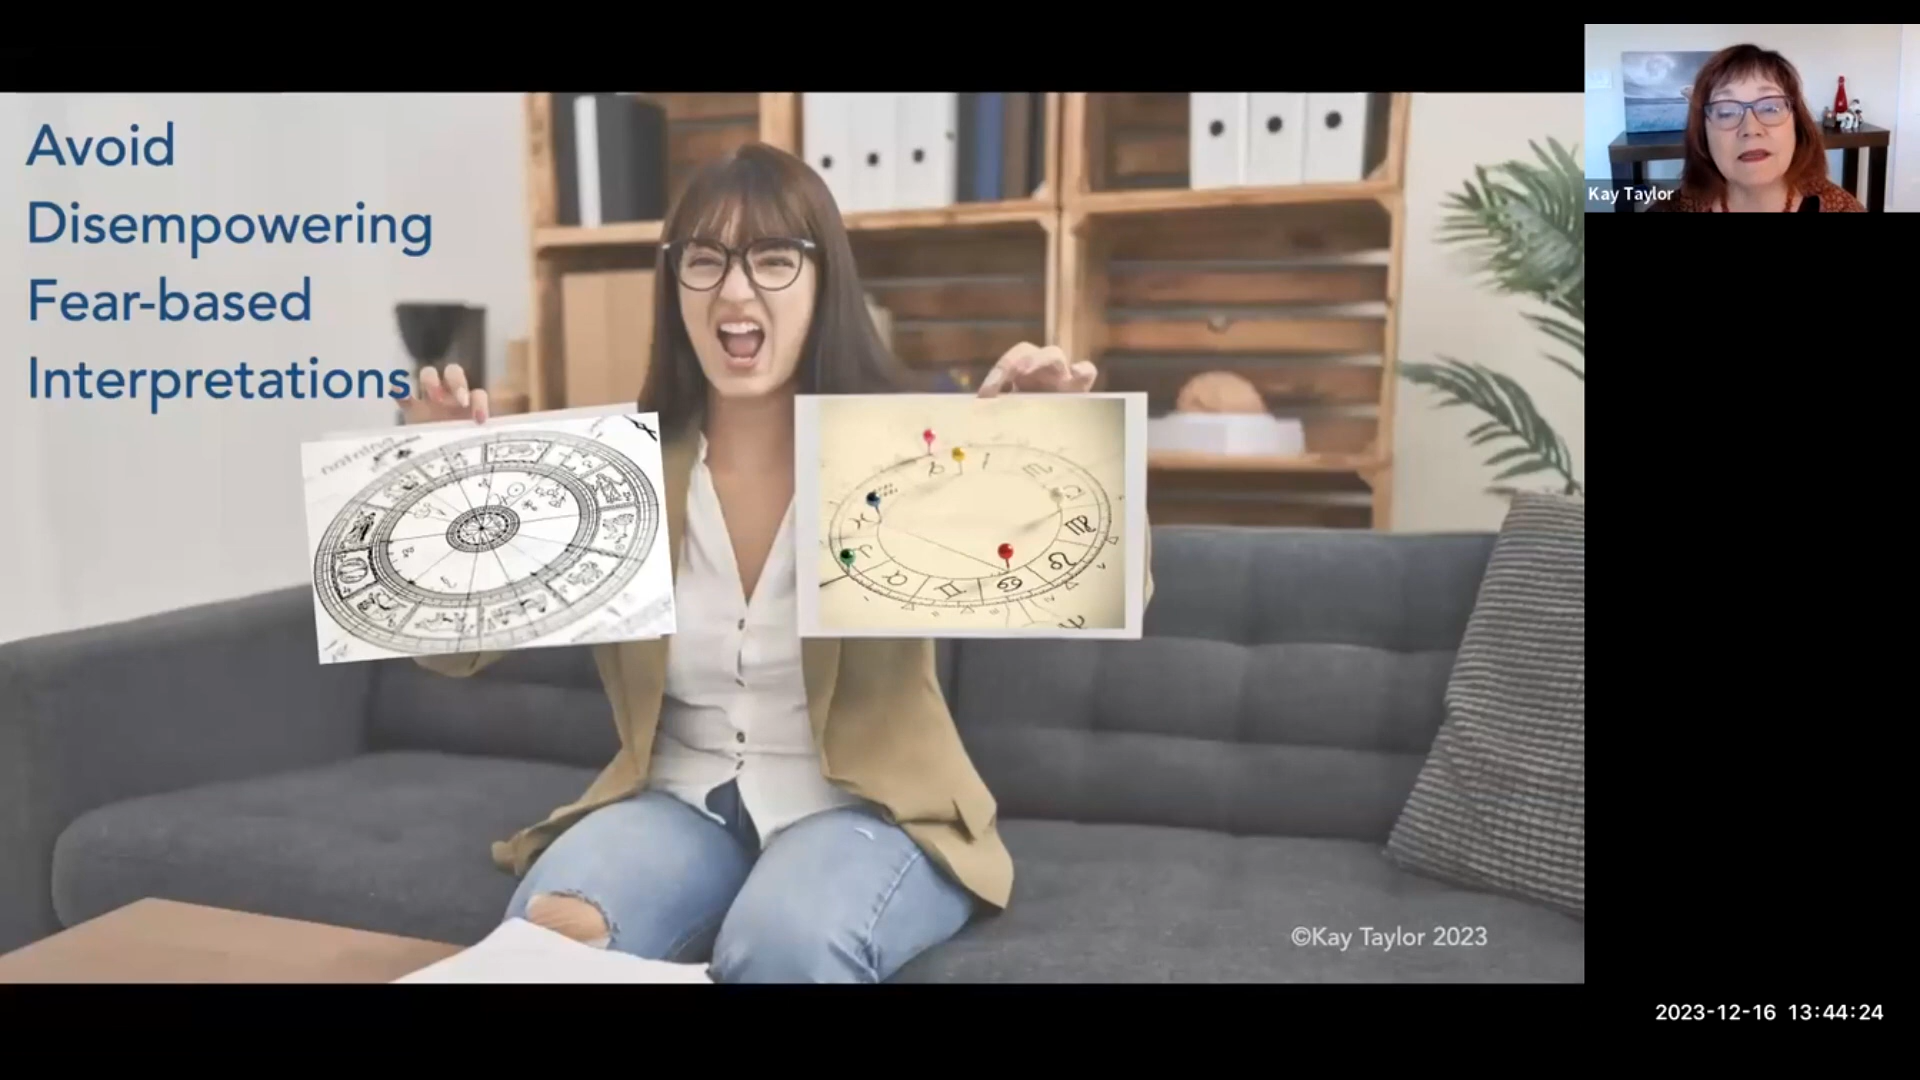 Avoid
Disempowering
Fear-based
Interpretations
Kay Taylor
©Kay Taylor 2023
2023-12-16 13:44:24